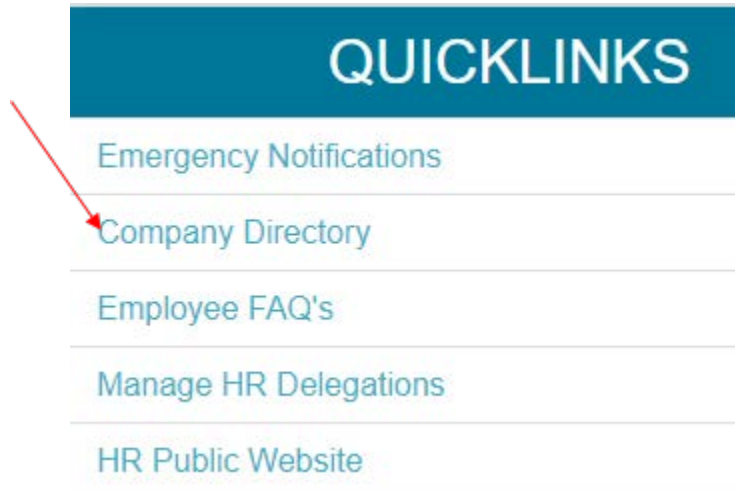 QUICKLINKS
Emergency Notifications
Company Directory
Employee FAQ's
Manage HR Delegations
HR Public Website